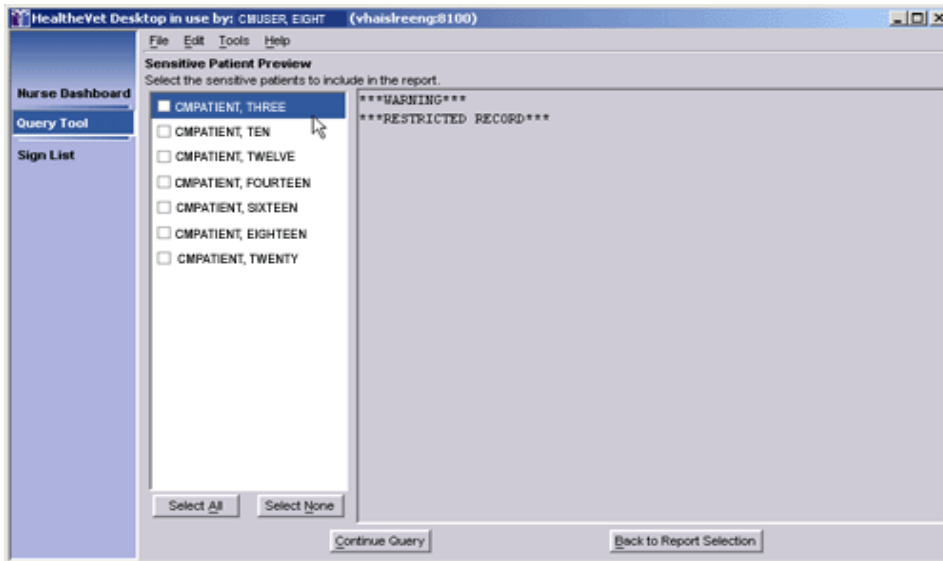 HealtheVet Desktop in use by: CMUSER, EIGHT (vhaislreeng:8100)
File Edit Tools Help
Sensitive Patient Preview
Select the sensitive patients to include in the report.
Nurse Dashboard
Query Tool
Sign List
CMPATIENT, THREE
CMPATIENT, TEN
CMPATIENT, TWELVE
CMPATIENT, FOURTEEN
CMPATIENT, SIXTEEN
CMPATIENT, EIGHTEEN
CMPATIENT, TWENTY
***WARNING***
***RESTRICTED RECORD***
Select All Select None
Continue Query Back to Report Selection